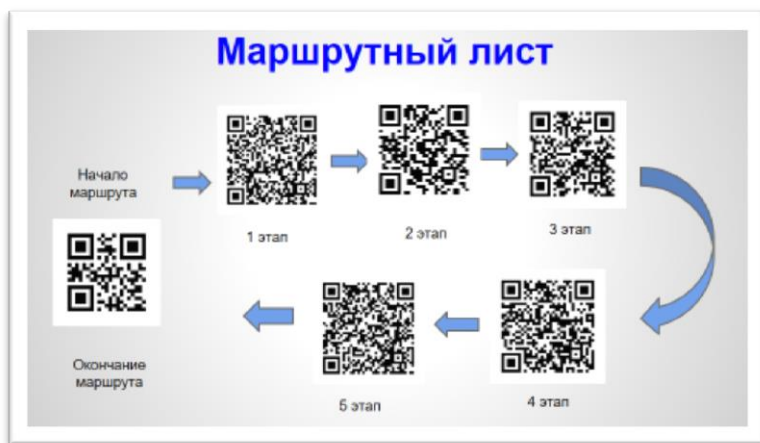 Маршрутный лист
Начало
маршрута
1 этап
2 этап
3 этап
4 этап
5 этап
Окончание
маршрута